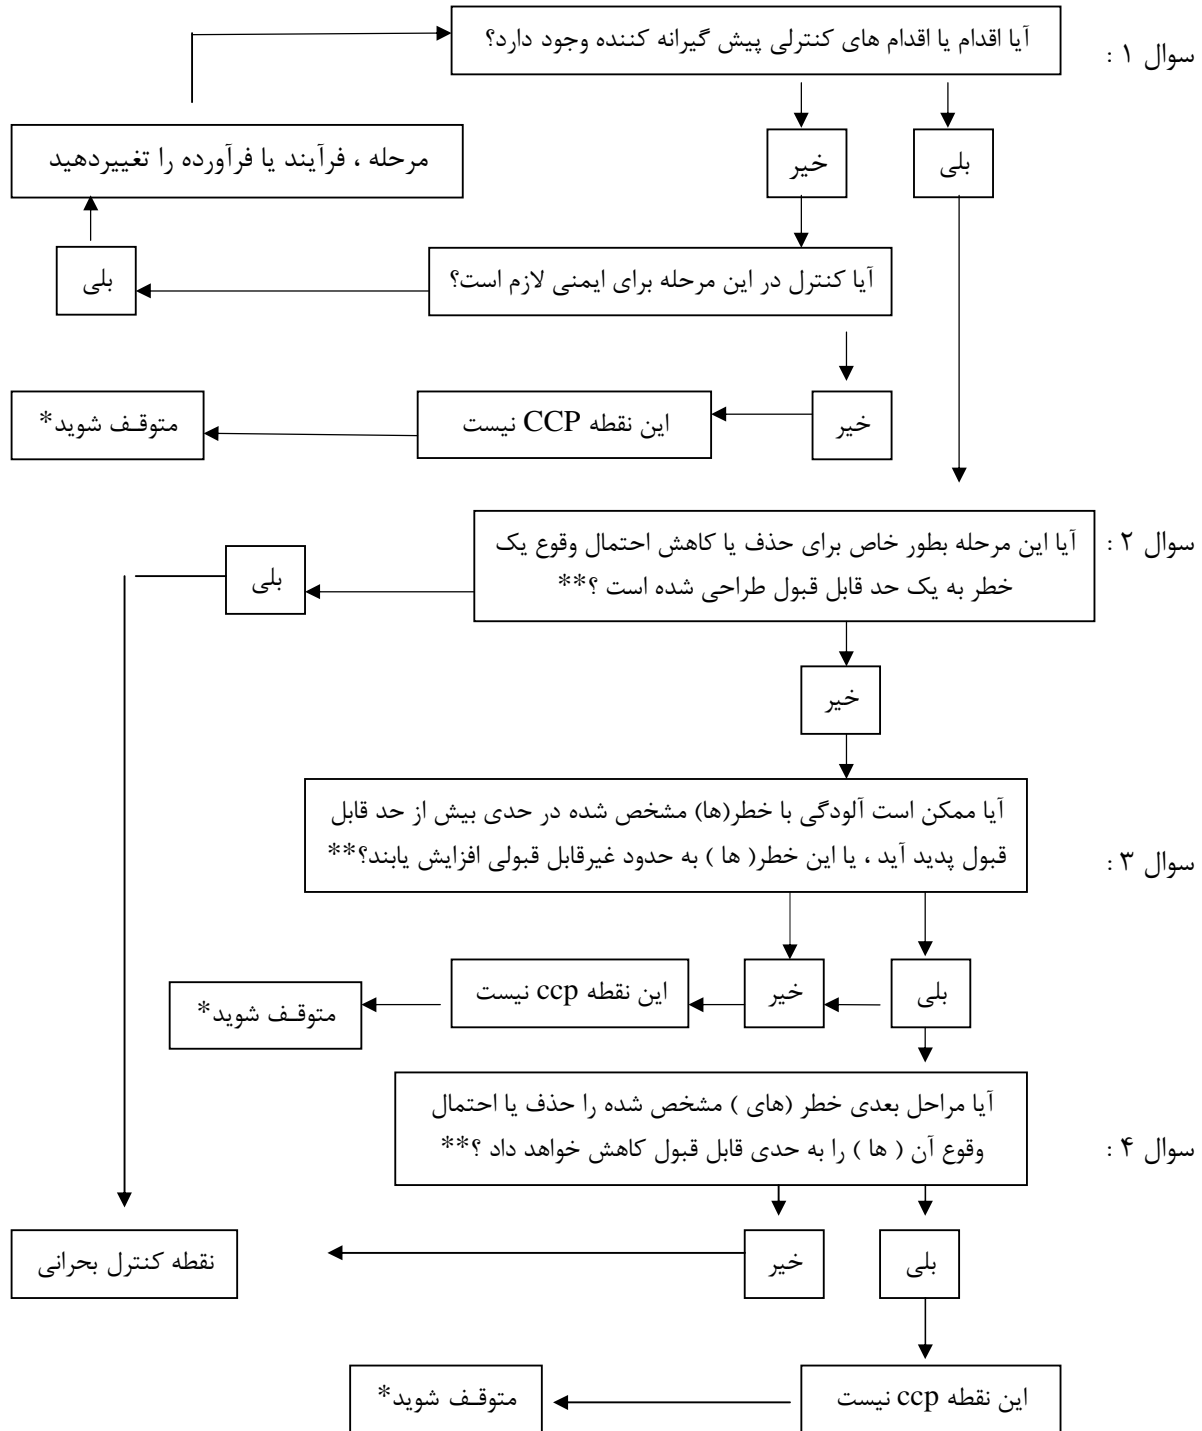 سوال ۱ :
آیا اقدام یا اقدام های کنترلی پیش گیرانه کننده وجود دارد؟
بلی
خیر
مرحله ، فرآیند یا فرآورده را تغییردهید
آیا کنترل در این مرحله برای ایمنی لازم است؟
بلی
خیر
این نقطه CCP نیست
متوقف شوید*
سوال ۲ :
آیا این مرحله بطور خاص برای حذف یا کاهش احتمال وقوع یک
خطر به یک حد قابل قبول طراحی شده است ؟**
بلی
خیر
سوال ۳ :
آیا ممکن است آلودگی با خطر(ها) مشخص شده در حدی بیش از حد قابل
قبول پدید آید ، یا این خطر( ها ) به حدود غیرقابل قبولی افزایش یابند؟**
بلی
خیر
این نقطه ccp نیست
متوقف شوید*
سوال ۴ :
آیا مراحل بعدی خطر (های ) مشخص شده را حذف یا احتمال
وقوع آن ( ها ) را به حدی قابل قبول کاهش خواهد داد ؟**
بلی
خیر
نقطه کنترل بحرانی
این نقطه ccp نیست
متوقف شوید*